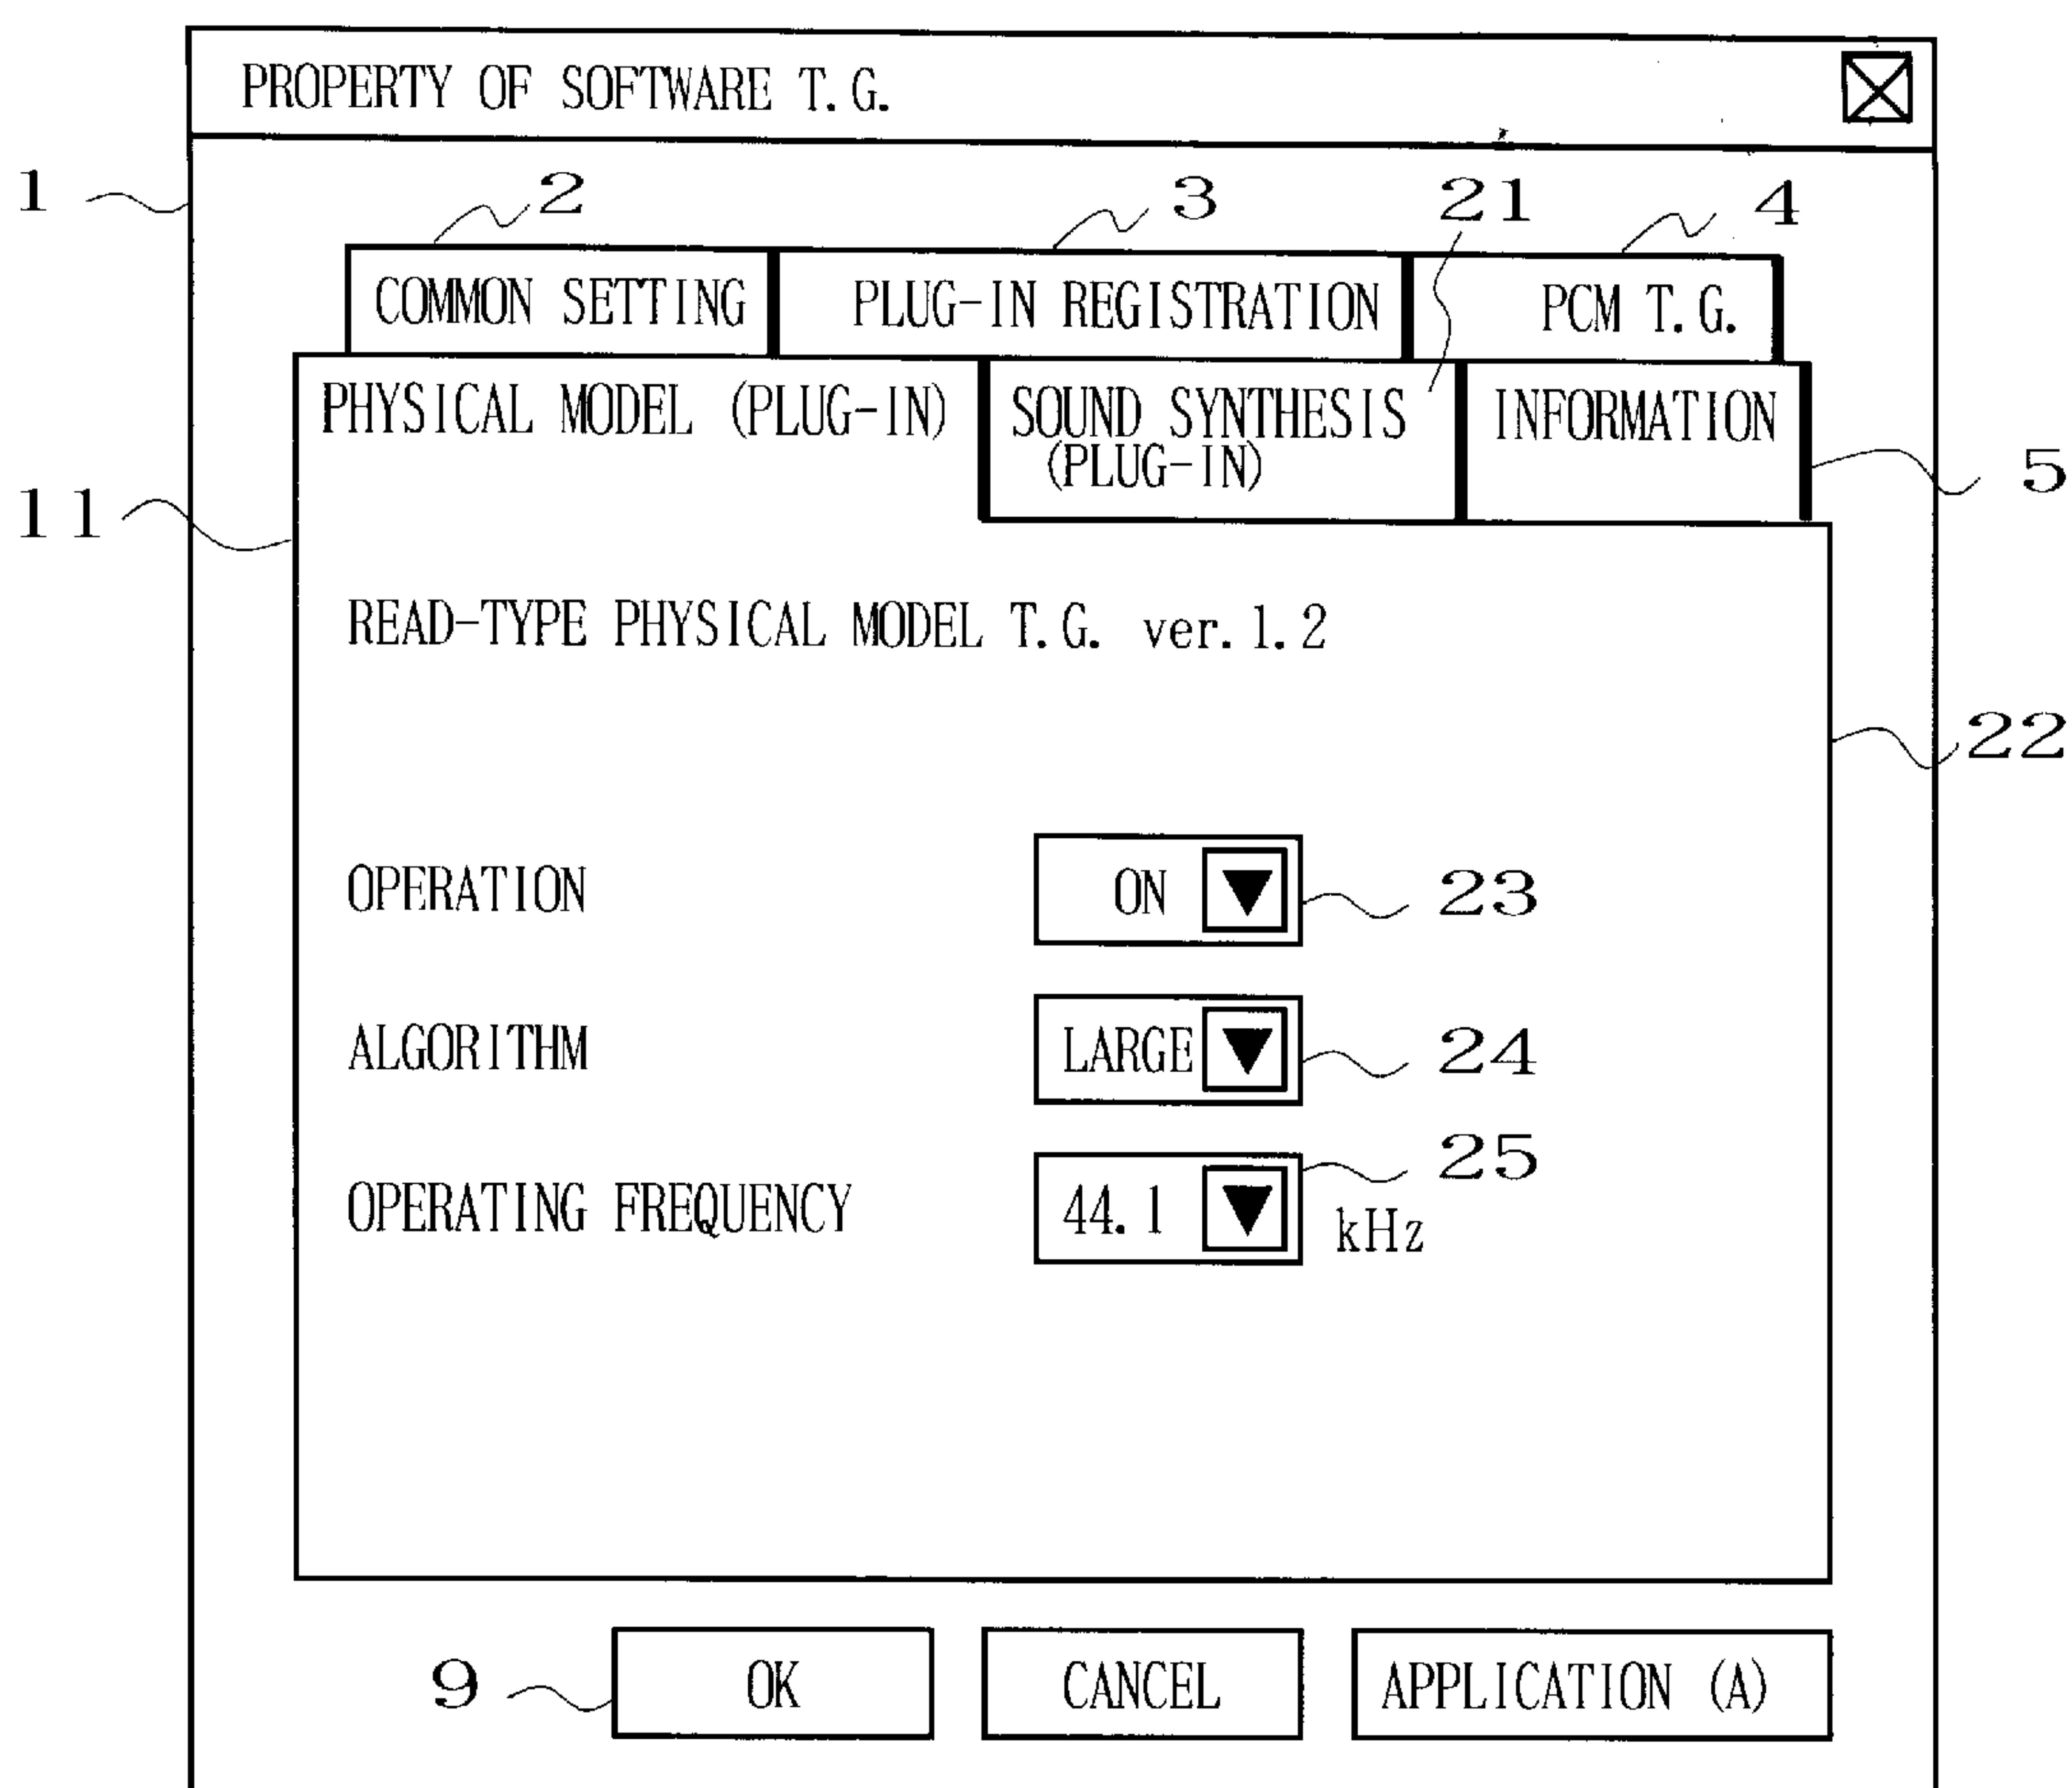 PROPERTY OF SOFTWARE T.G.
1
2
3
21
4
COMMON SETTING
PLUG-IN REGISTRATION
PCM T.G.
PHYSICAL MODEL (PLUG-IN)
SOUND SYNTHESIS
(PLUG-IN)
INFORMATION
5
11
READ-TYPE PHYSICAL MODEL T.G. ver.1.2
22
OPERATION
ON
23
ALGORITHM
LARGE
24
OPERATING FREQUENCY
44.1
kHz
25
9
OK
CANCEL
APPLICATION (A)